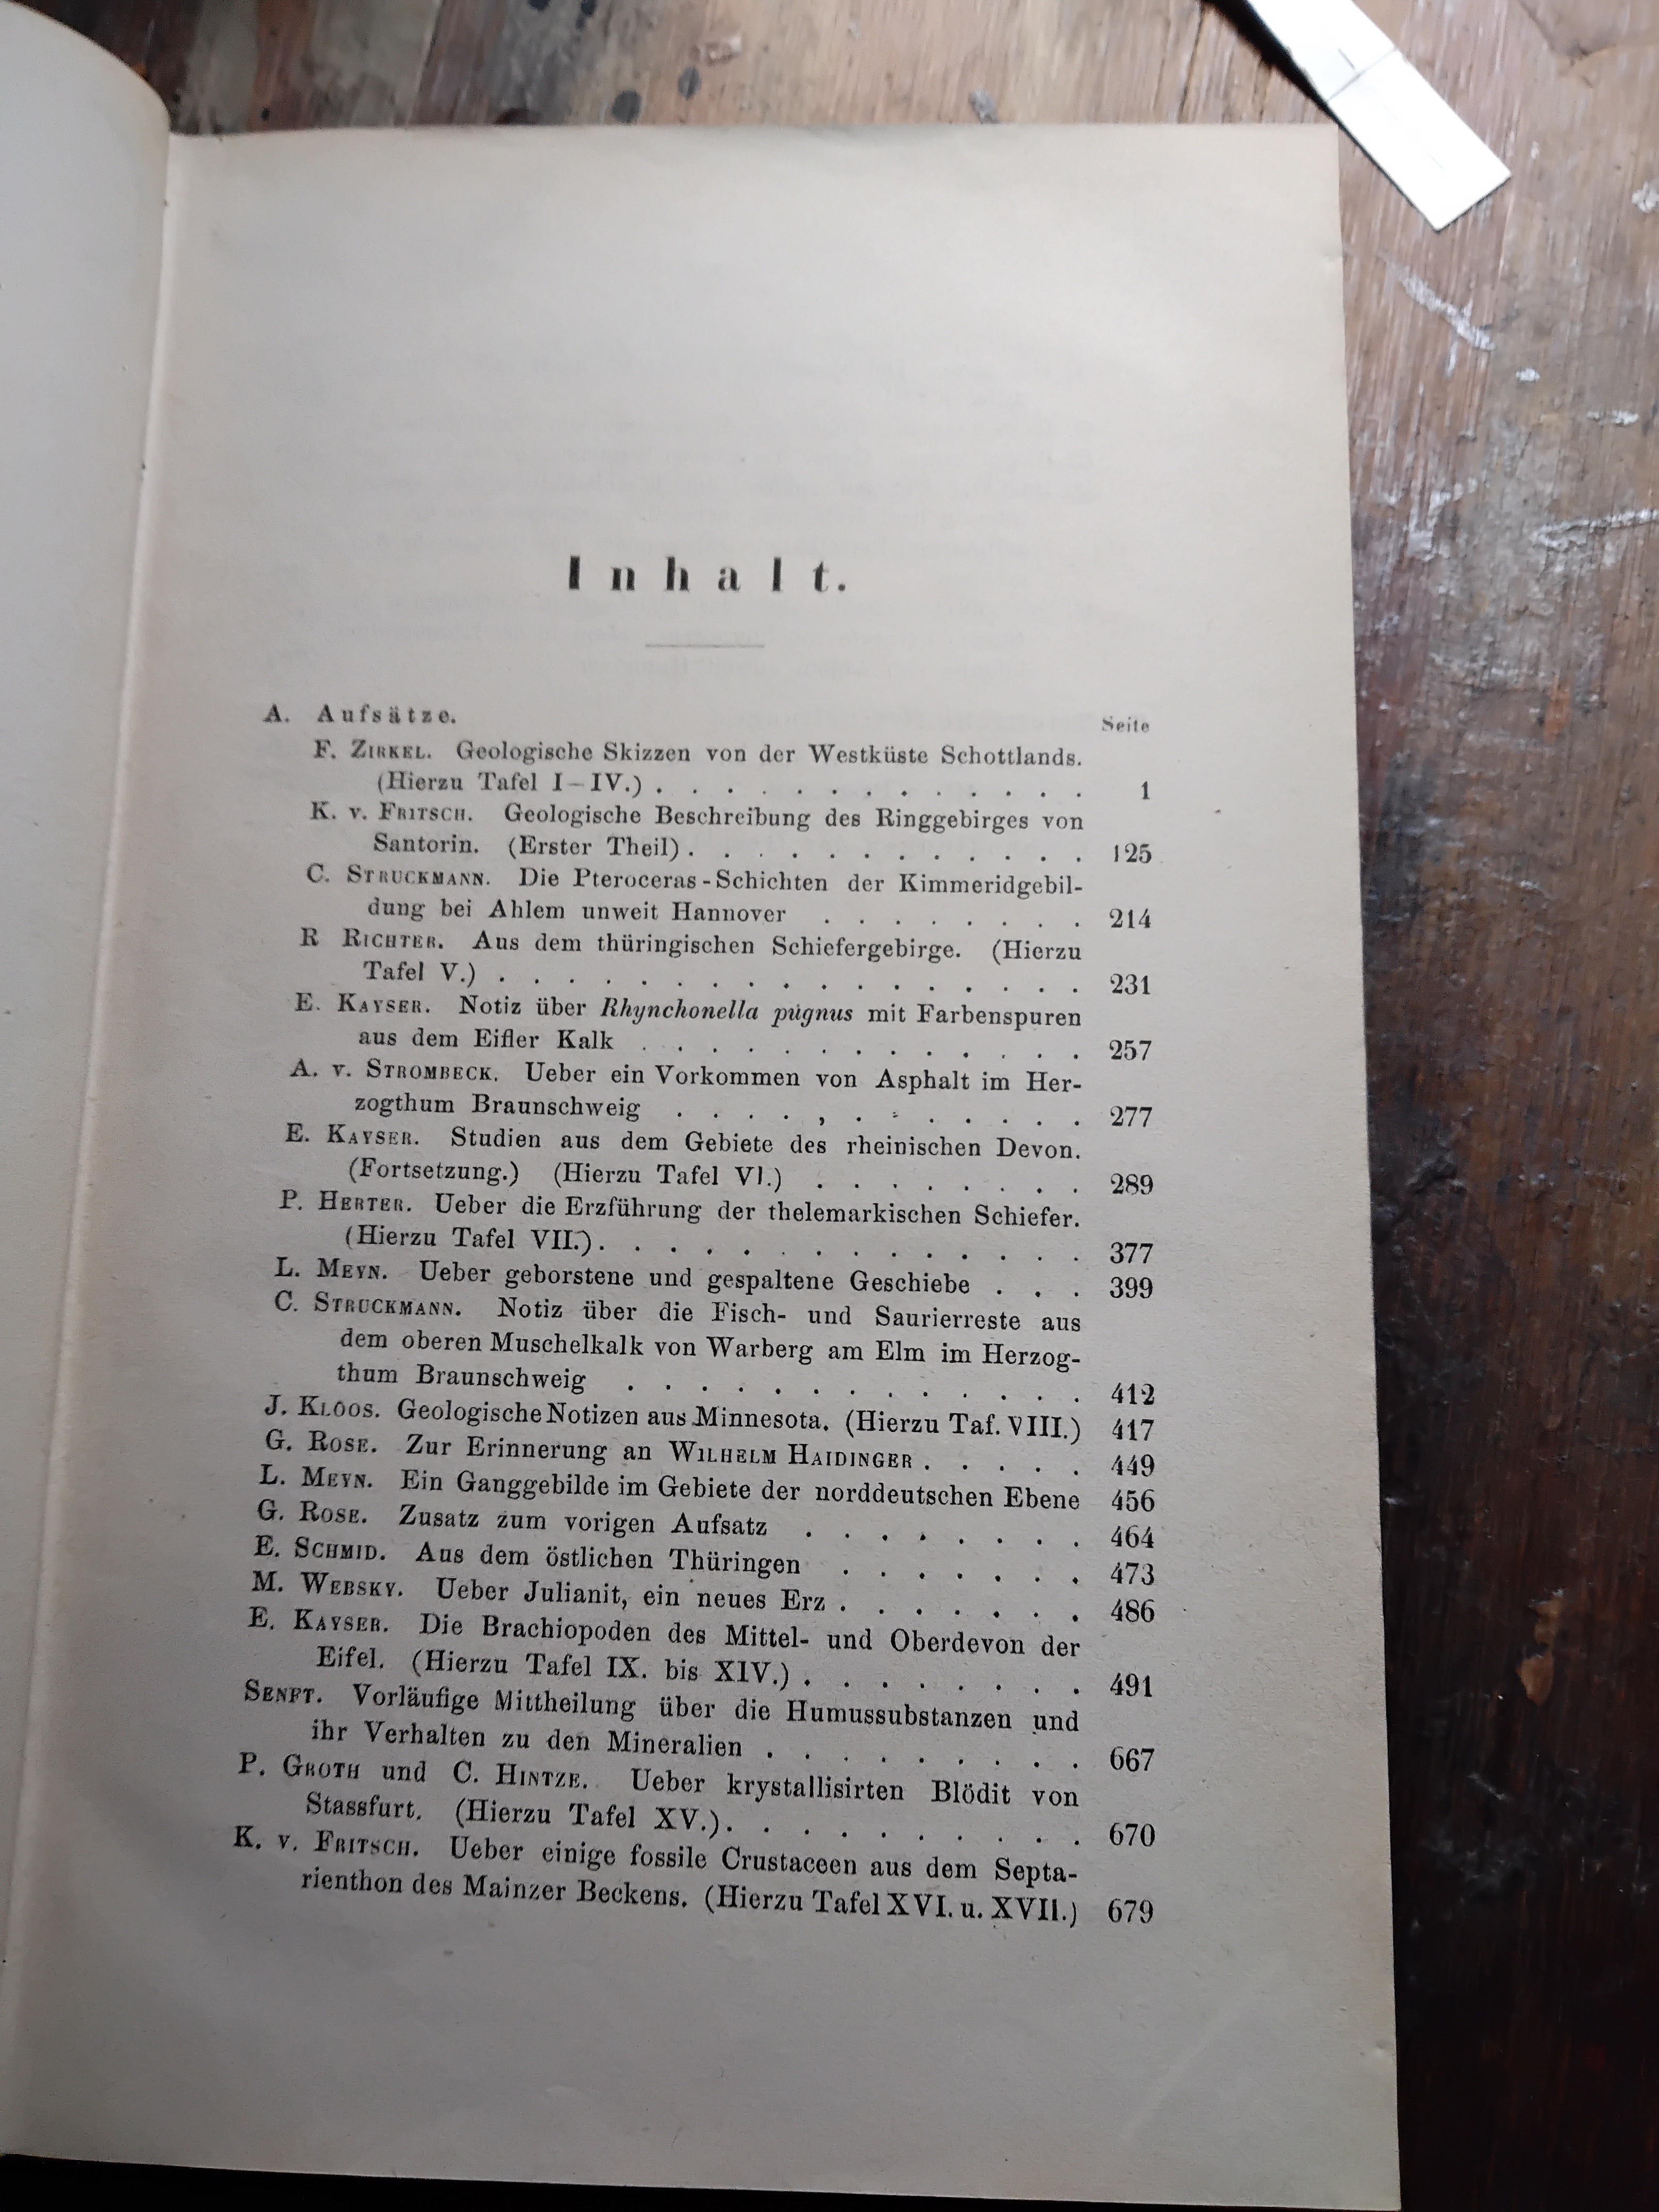 Inhalt.
A. Aufsätze.
Seite
F. ZIRKEL. Geologische Skizzen von der Westküste Schottlands.
(Hierzu Tafel I–IV.) . . . . . . . . . . . . 1
K. v. FRITSCH. Geologische Beschreibung des Ringgebirges von
Santorin. (Erster Theil) . . . . . . . . . . . 125
C. STRUCKMANN. Die Pteroceras-Schichten der Kimmeridgebil-
dung bei Ahlem unweit Hannover . . . . . . . . 214
R RICHTER. Aus dem thüringischen Schiefergebirge. (Hierzu
Tafel V.) . . . . . . . . . . . . . . . . . 231
E. KAYSER. Notiz über Rhynchonella pugnus mit Farbenspuren
aus dem Eifler Kalk . . . . . . . . . . . . . 257
A. v. STROMBECK. Ueber ein Vorkommen von Asphalt im Her-
zogthum Braunschweig . . . . . . . . . . . . 277
E. KAYSER. Studien aus dem Gebiete des rheinischen Devon.
(Fortsetzung.) (Hierzu Tafel VI.) . . . . . . . . 289
P. HERTER. Ueber die Erzführung der thelemarkischen Schiefer.
(Hierzu Tafel VII.) . . . . . . . . . . . . . . 377
L. MEYN. Ueber geborstene und gespaltene Geschiebe . . . 399
C. STRUCKMANN. Notiz über die Fisch- und Saurierreste aus
dem oberen Muschelkalk von Warberg am Elm im Herzog-
thum Braunschweig . . . . . . . . . . . . . 412
J. KLOOS. Geologische Notizen aus Minnesota. (Hierzu Taf. VIII.) 417
G. ROSE. Zur Erinnerung an WILHELM HAIDINGER . . . . . 449
L. MEYN. Ein Ganggebilde im Gebiete der norddeutschen Ebene 456
G. ROSE. Zusatz zum vorigen Aufsatz . . . . . . . . 464
E. SCHMID. Aus dem östlichen Thüringen . . . . . . . 473
M. WEBSKY. Ueber Julianit, ein neues Erz . . . . . . . 486
E. KAYSER. Die Brachiopoden des Mittel- und Oberdevon der
Eifel. (Hierzu Tafel IX. bis XIV.) . . . . . . . . 491
SENFT. Vorläufige Mittheilung über die Humussubstanzen und
ihr Verhalten zu den Mineralien . . . . . . . . . 667
P. GROTH und C. HINTZE. Ueber krystallisirten Blödit von
Stassfurt. (Hierzu Tafel XV.) . . . . . . . . . . 670
K. v. FRITSCH. Ueber einige fossile Crustaceen aus dem Septa-
rienthon des Mainzer Beckens. (Hierzu Tafel XVI. u. XVII.) 679